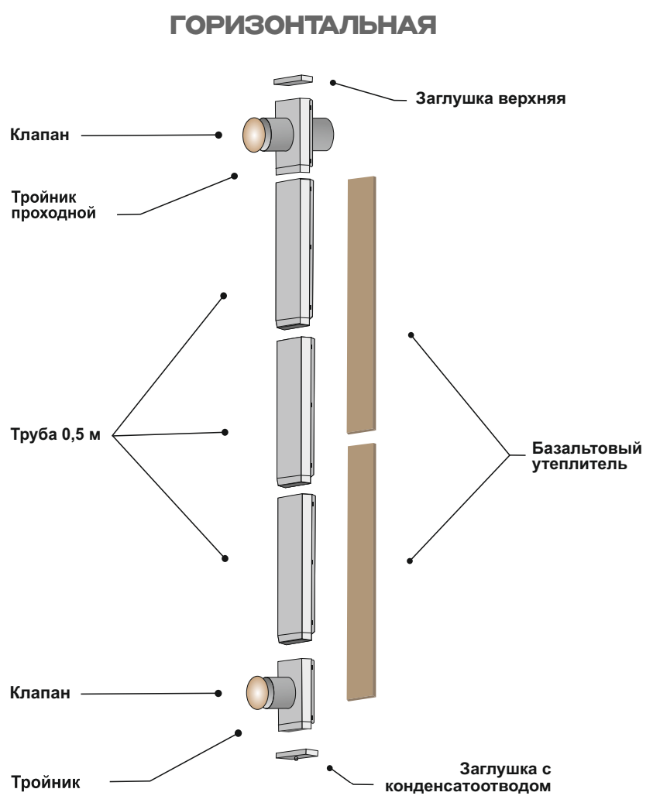 ГОРИЗОНТАЛЬНАЯ
Заглушка верхняя
Клапан
Тройник
проходной
Труба 0,5 м
Базальтовый
утеплитель
Клапан
Тройник
Заглушка с
конденсатоотводом